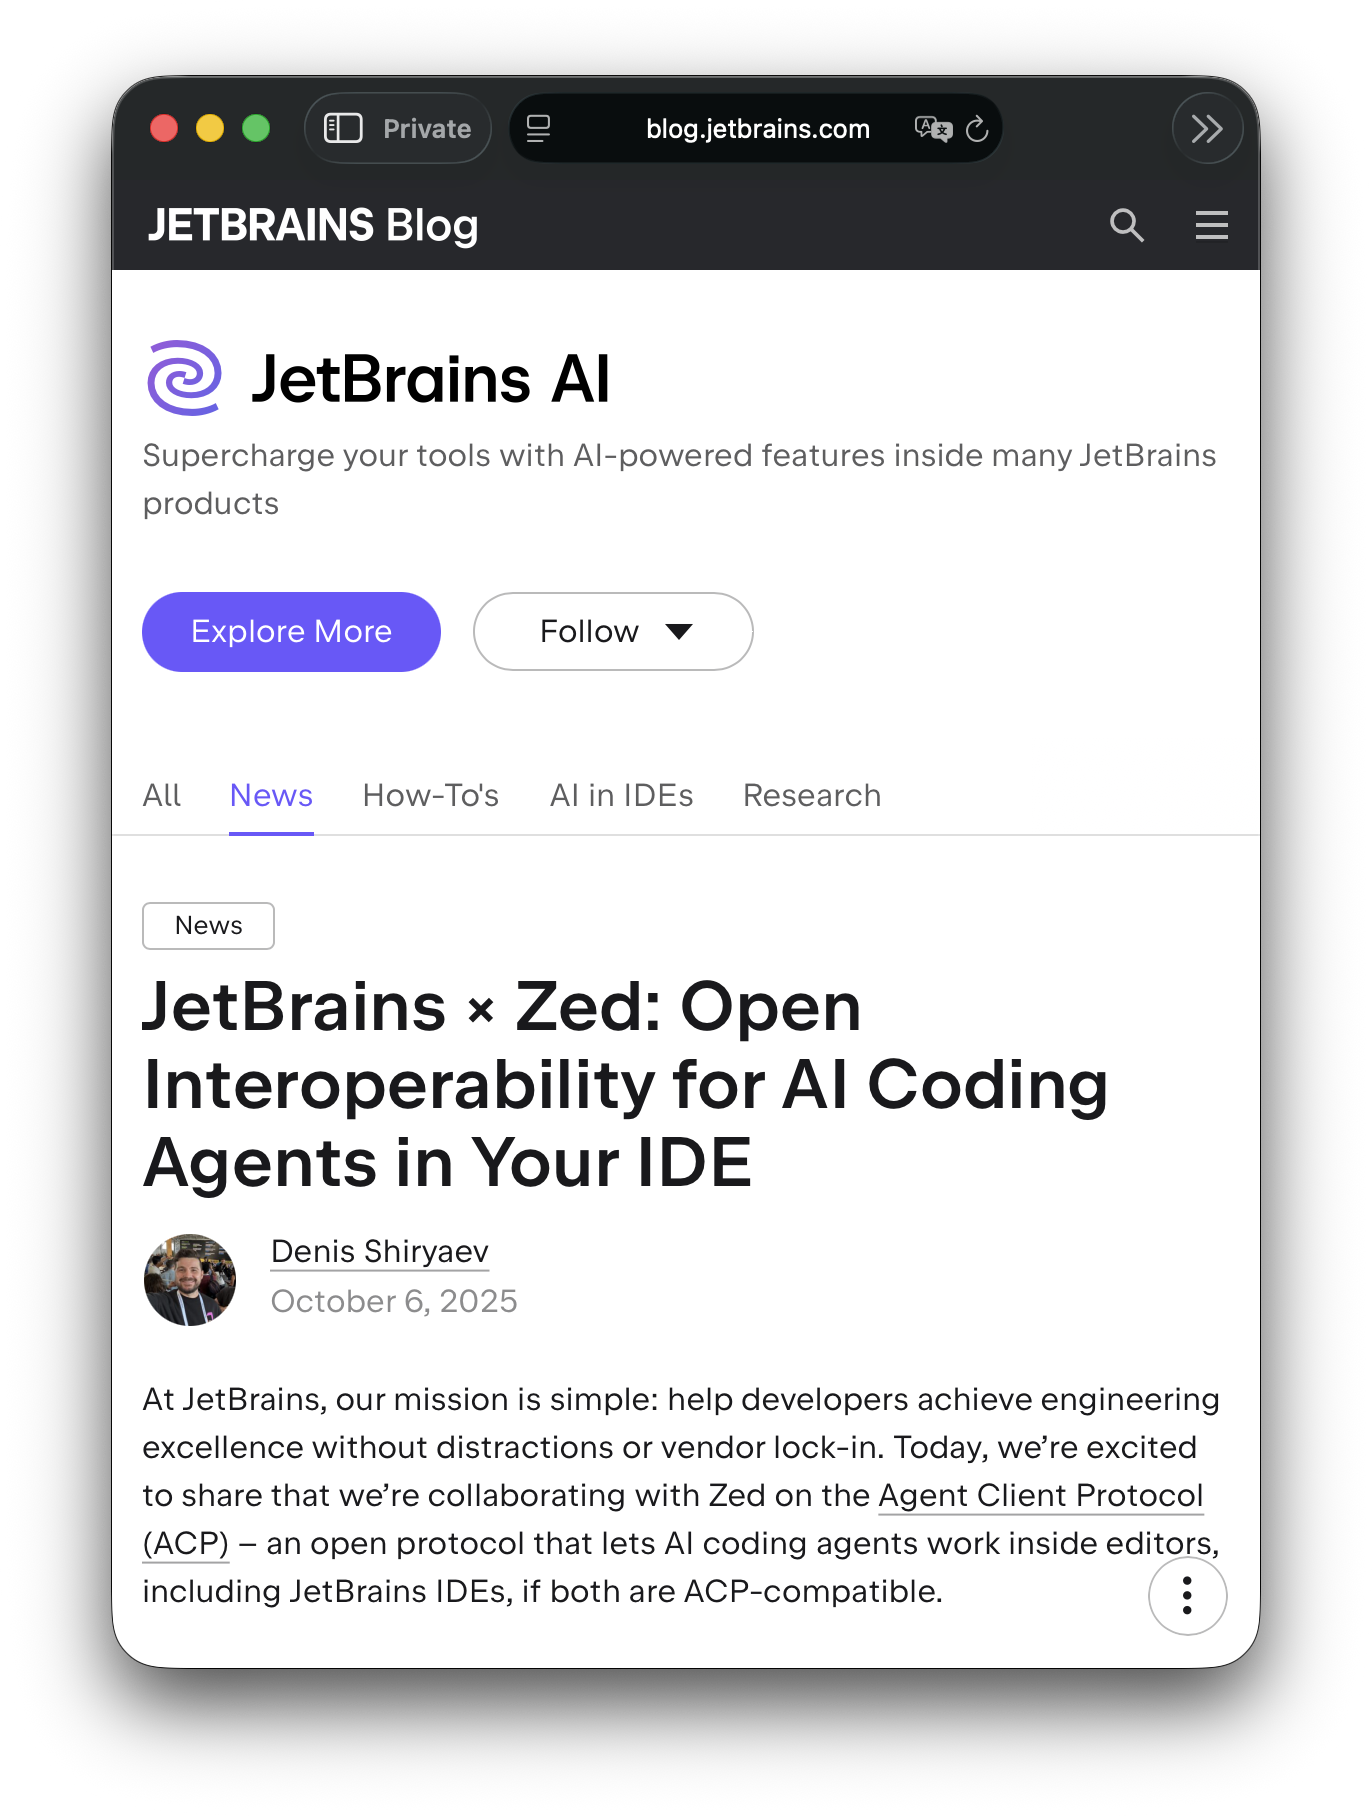 Private
blog.jetbrains.com
JETBRAINS Blog
JetBrains AI
Supercharge your tools with AI-powered features inside many JetBrains
products
Explore More
Follow
All News How-To's AI in IDEs Research
News
JetBrains × Zed: Open
Interoperability for AI Coding
Agents in Your IDE
Denis Shiryaev
October 6, 2025
At JetBrains, our mission is simple: help developers achieve engineering
excellence without distractions or vendor lock-in. Today, we’re excited
to share that we’re collaborating with Zed on the Agent Client Protocol
(ACP) – an open protocol that lets AI coding agents work inside editors,
including JetBrains IDEs, if both are ACP-compatible.